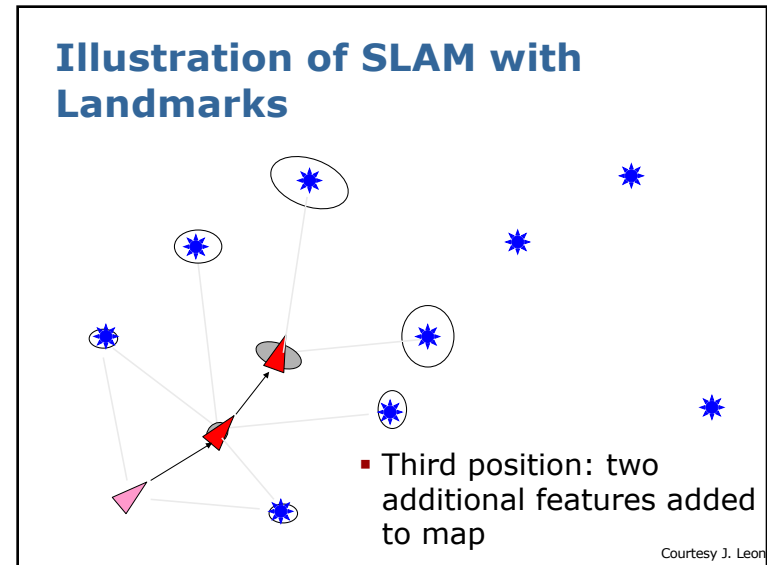 Illustration of SLAM with
Landmarks
▪ Third position: two
additional features added
to map
Courtesy J. Leon